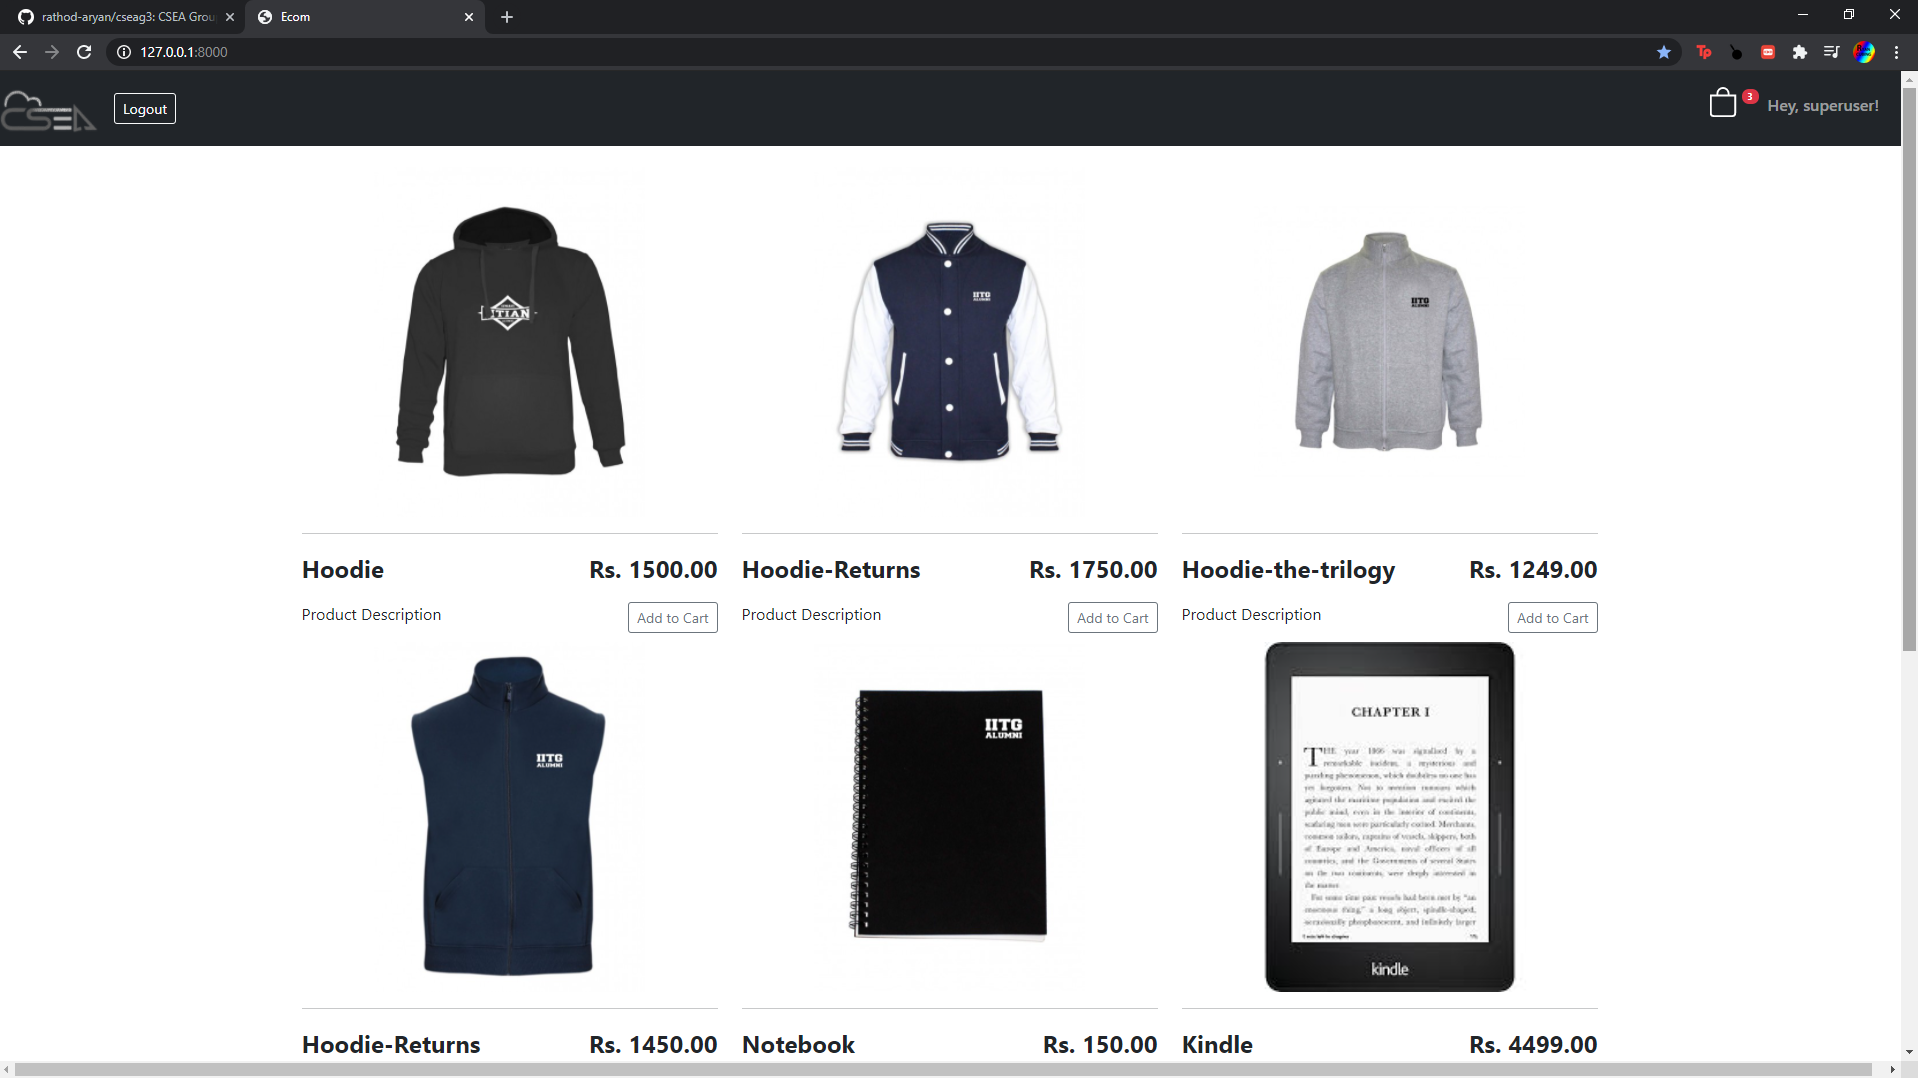 rathod-aryan/cseag3: CSEA Grou
Ecom
127.0.0.1:8000
Tp
CSEA
Logout
3
Hey, superuser!
ITIAN
IITG
ALUMNI
IITG
ALUMNI
Hoodie
Rs. 1500.00
Hoodie-Returns
Rs. 1750.00
Hoodie-the-trilogy
Rs. 1249.00
Product Description
Add to Cart
Product Description
Add to Cart
Product Description
Add to Cart
IITG
ALUMNI
IITG
ALUMNI
CHAPTER I
THE year 1866 was signalised by a
remarkable incident, a mysterious and
puzzling phenomenon, which doubtless no one has
yet forgotten. Not to mention rumours which
agitated the maritime population and excited the
public mind, even in the interior of continents,
seafaring men were particularly excited. Merchants,
common sailors, captains of vessels, skippers, both
of Europe and America, naval officers of all
countries, and the Governments of several States
on the two continents, were deeply interested in
the matter.
For some time past vessels had been met by "an
enormous thing," a long object, spindle-shaped,
occasionally phosphorescent, and infinitely larger
kindle
Hoodie-Returns
Rs. 1450.00
Notebook
Rs. 150.00
Kindle
Rs. 4499.00